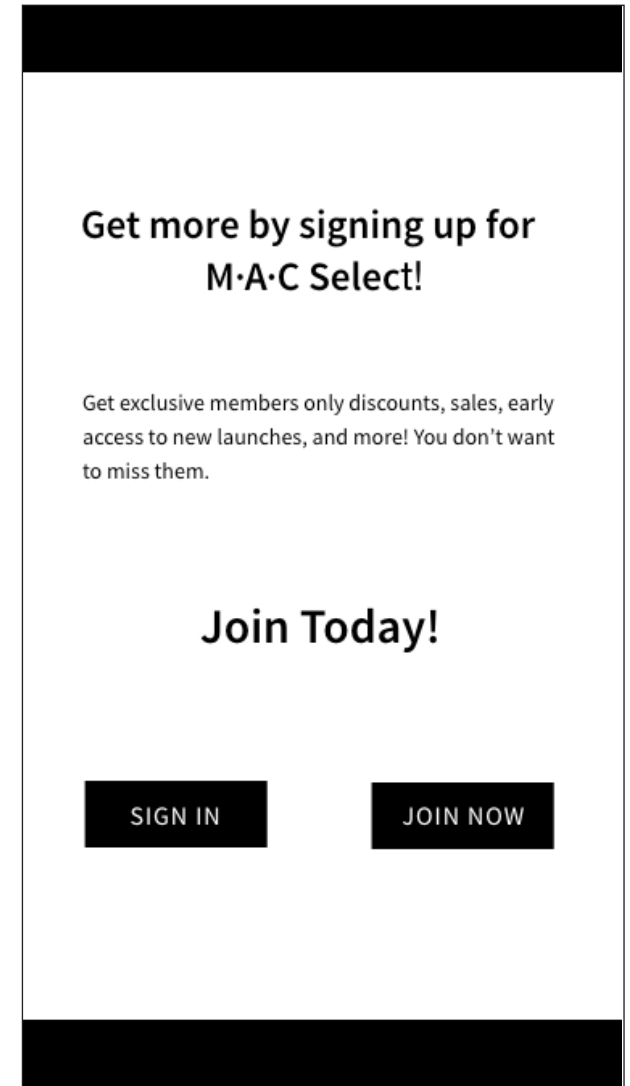 Get more by signing up for
M·A·C Select!
Get exclusive members only discounts, sales, early
access to new launches, and more! You don't want
to miss them.
Join Today!
SIGN IN
JOIN NOW